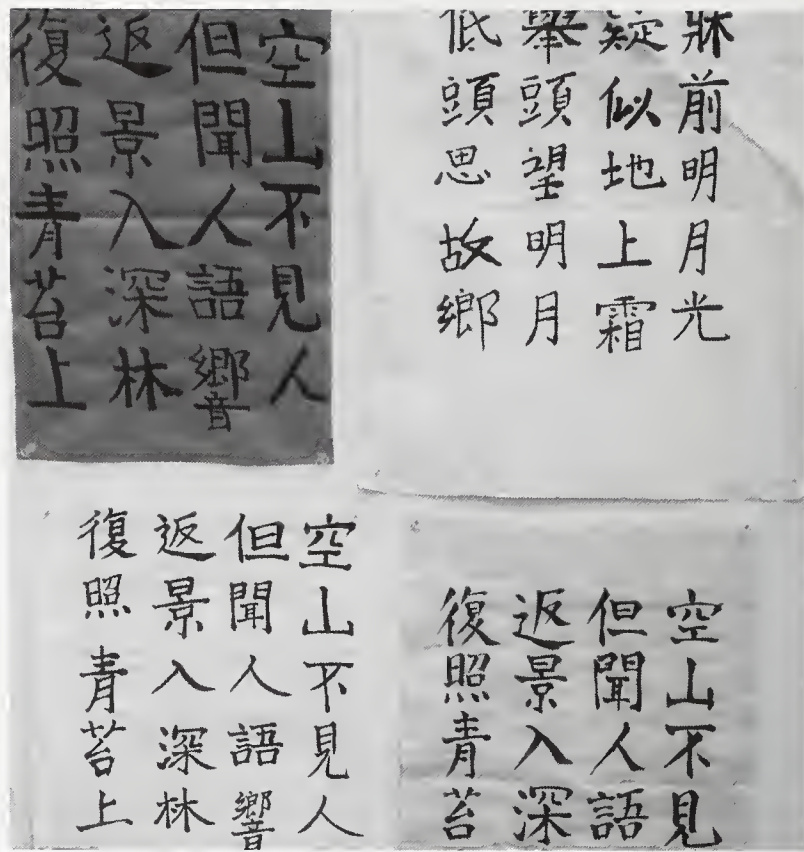 空山不見人
但聞人語響
返景入深林
復照青苔上
牀前明月光
疑似地上霜
舉頭望明月
低頭思故鄉
空山不見人
但聞人語響
返景入深林
復照青苔上
空山不見
但聞人語
返景入深
復照青苔